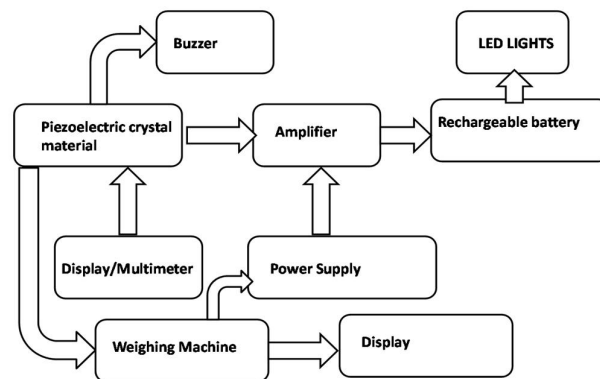 Buzzer
LED LIGHTS
Piezoelectric crystal
material
Amplifier
Rechargeable battery
Display/Multimeter
Power Supply
Weighing Machine
Display